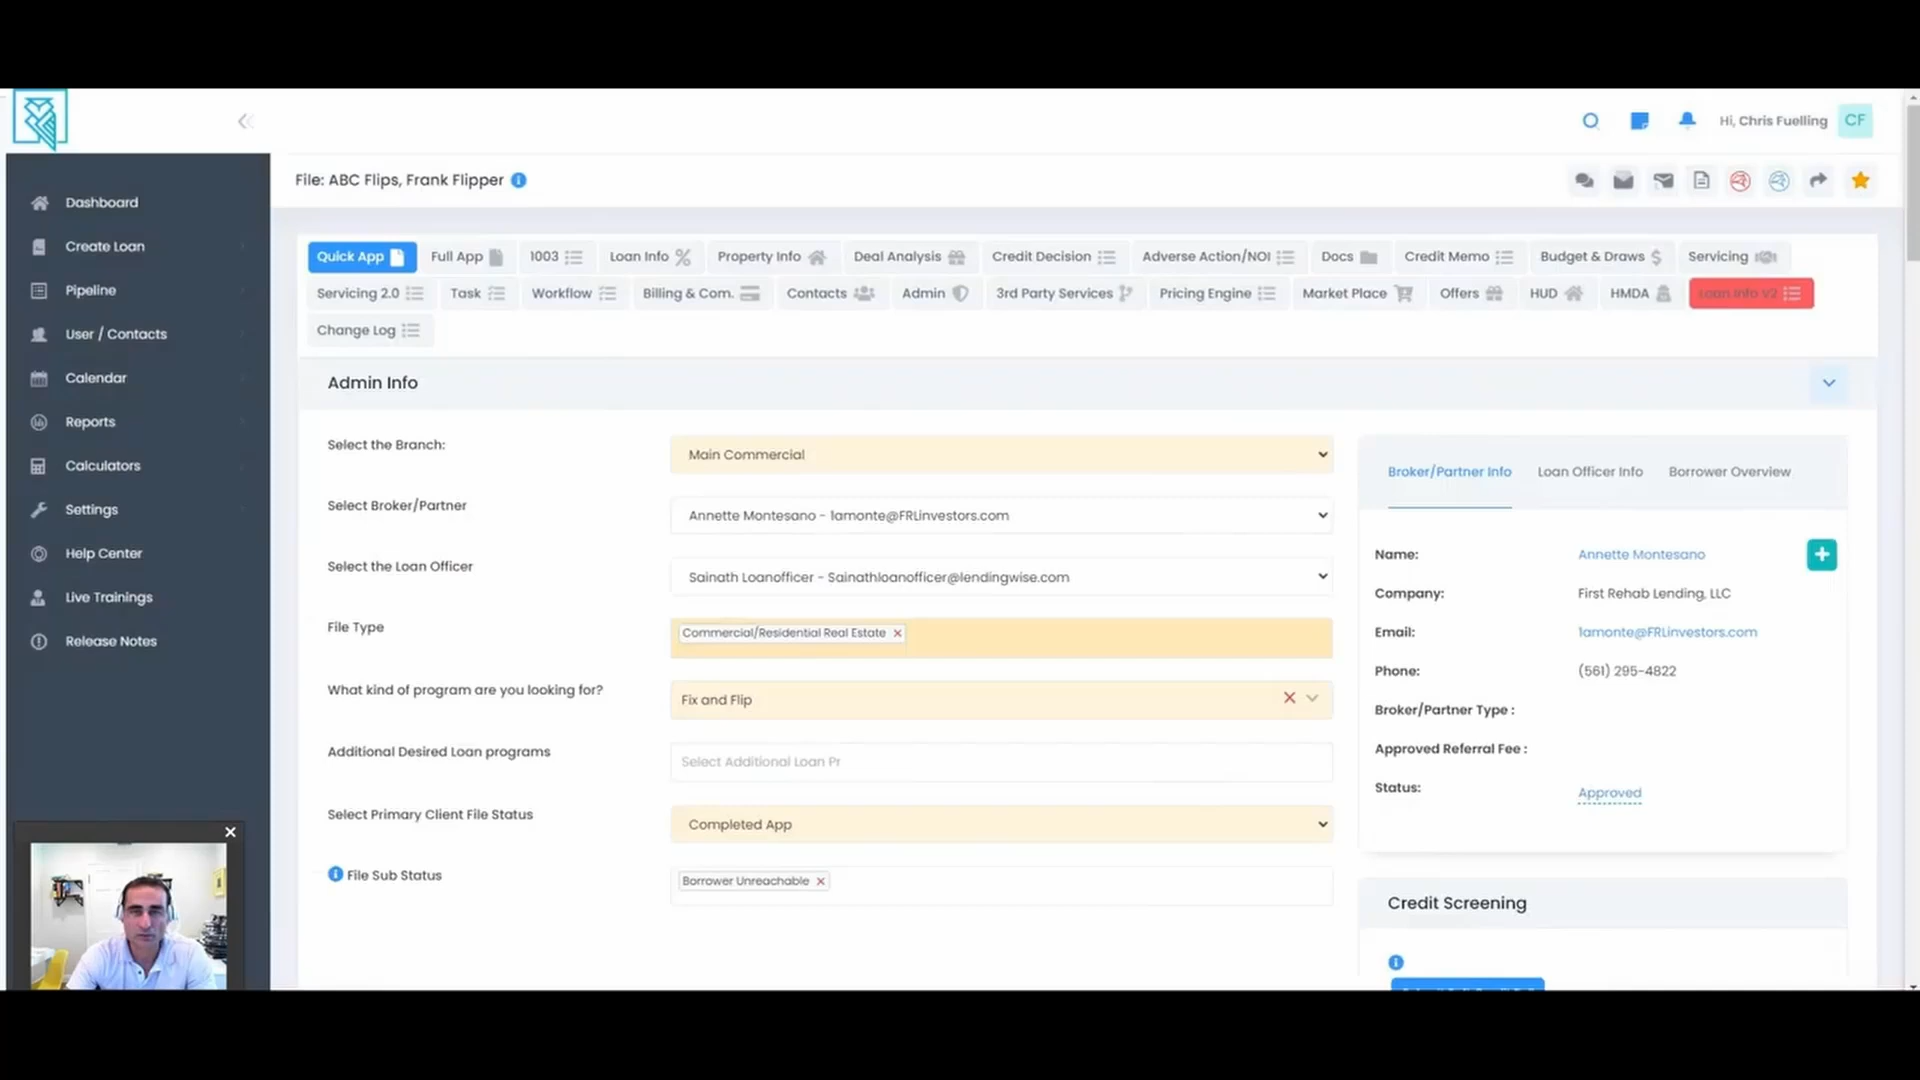 Hi, Chris Fuelling CF
File: ABC Flips, Frank Flipper
Dashboard
Create Loan
Pipeline
User / Contacts
Calendar
Reports
Calculators
Settings
Help Center
Live Trainings
Release Notes
Quick App Full App 1003 Loan Info Property Info Deal Analysis Credit Decision Adverse Action/NOI Docs Credit Memo Budget & Draws Servicing
Servicing 2.0 Task Workflow Billing & Com. Contacts Admin 3rd Party Services Pricing Engine Market Place Offers HUD HMDA Loan Info V2
Change Log
Admin Info
Select the Branch: Main Commercial
Select Broker/Partner Annette Montesano - 1amonte@FRLinvestors.com
Select the Loan Officer Sainath Loanofficer - Sainathloanofficer@lendingwise.com
File Type Commercial/Residential Real Estate
What kind of program are you looking for? Fix and Flip
Additional Desired Loan programs Select Additional Loan Pr
Select Primary Client File Status Completed App
File Sub Status Borrower Unreachable
Broker/Partner Info Loan Officer Info Borrower Overview
Name: Annette Montesano
Company: First Rehab Lending, LLC
Email: 1amonte@FRLinvestors.com
Phone: (561) 295-4822
Broker/Partner Type :
Approved Referral Fee :
Status: Approved
Credit Screening